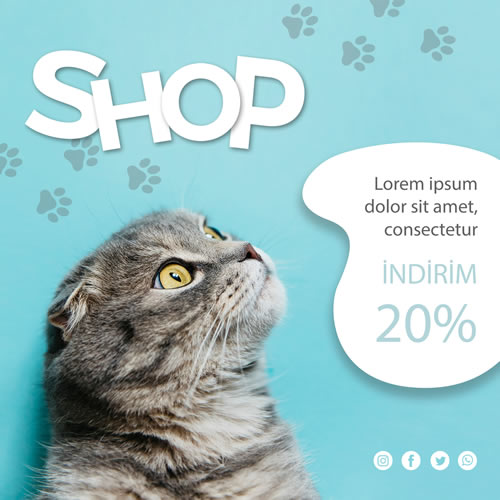 SHOP
Lorem ipsum
dolor sit amet,
consectetur
İNDİRİM
20%